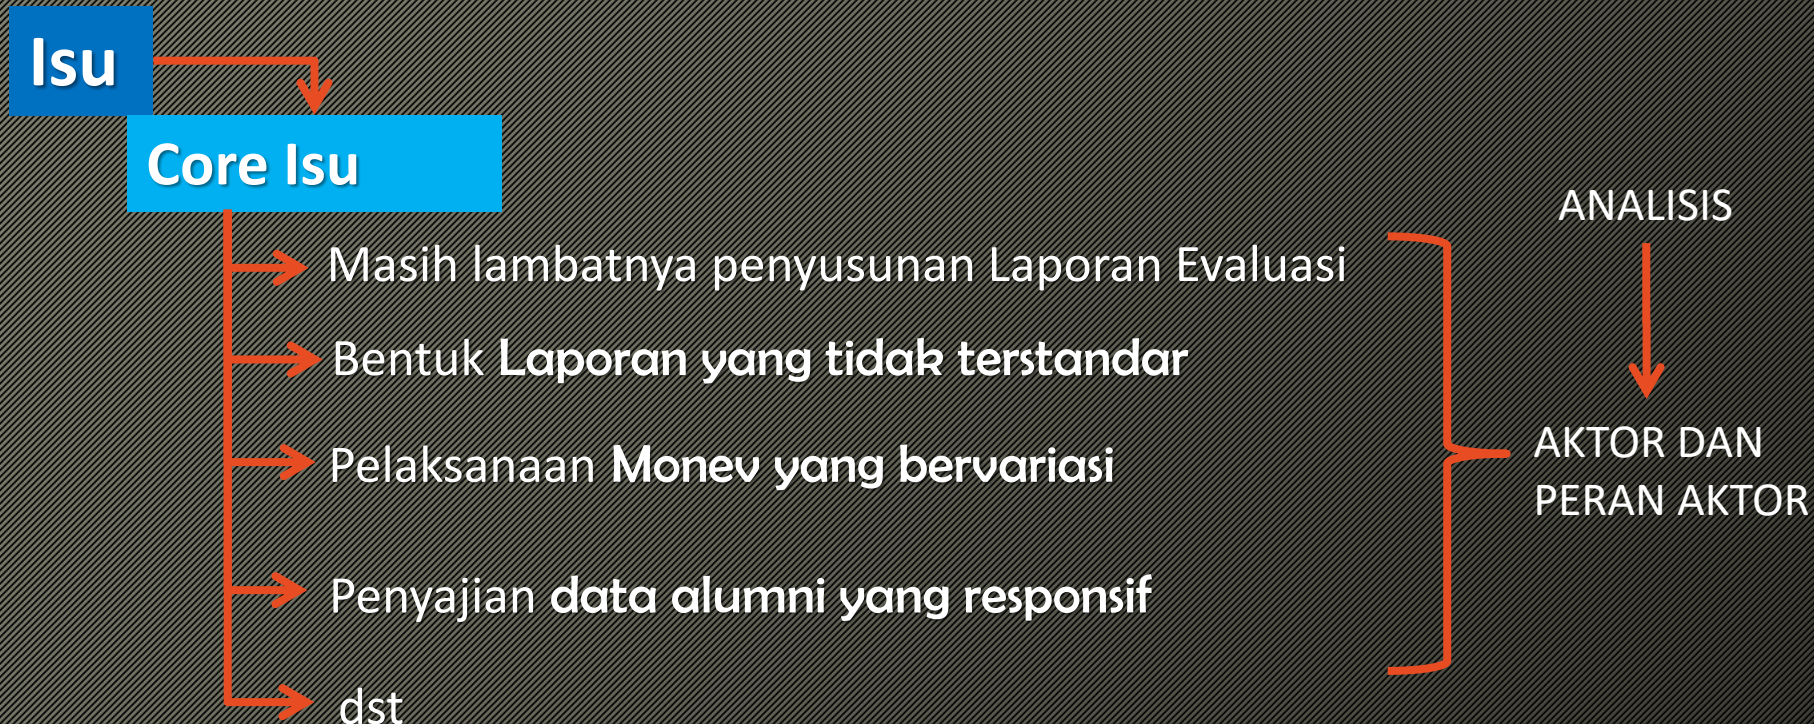 Isu
Core Isu
Masih lambatnya penyusunan Laporan Evaluasi
Bentuk Laporan yang tidak terstandar
Pelaksanaan Monev yang bervariasi
Penyajian data alumni yang responsif
dst
ANALISIS
AKTOR DAN
PERAN AKTOR